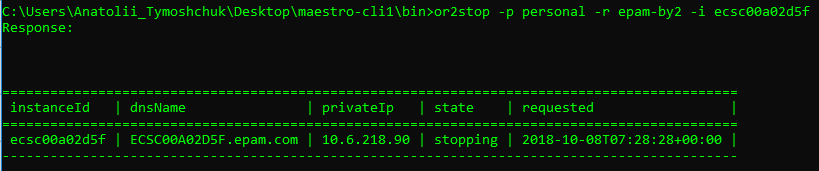 C:\Users\Anatolii_Tymoshchuk\Desktop\maestro-cli1\bin>or2stop -p personal -r epam-by2 -i ecsc00a02d5f
Response:
===========================================================================================
instanceId | dnsName | privateIp | state | requested |
===========================================================================================
ecsc00a02d5f | ECSC00A02D5F.epam.com | 10.6.218.90 | stopping | 2018-10-08T07:28:28+00:00 |
-------------------------------------------------------------------------------------------